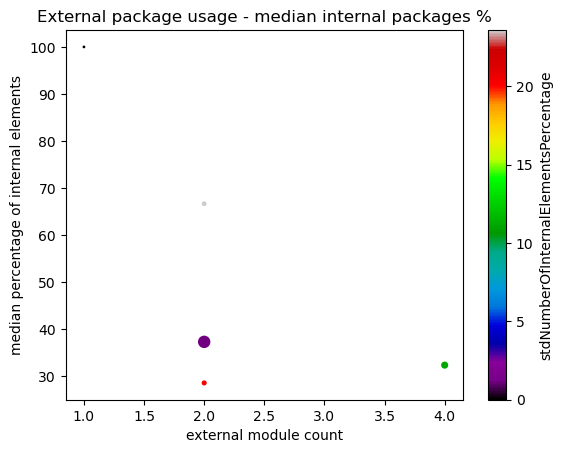 External package usage - median internal packages %
100
90
80
70
60
50
40
30
median percentage of internal elements
1.0 1.5 2.0 2.5 3.0 3.5 4.0
external module count
20
15
10
5
0
stdNumberOfInternalElementsPercentage